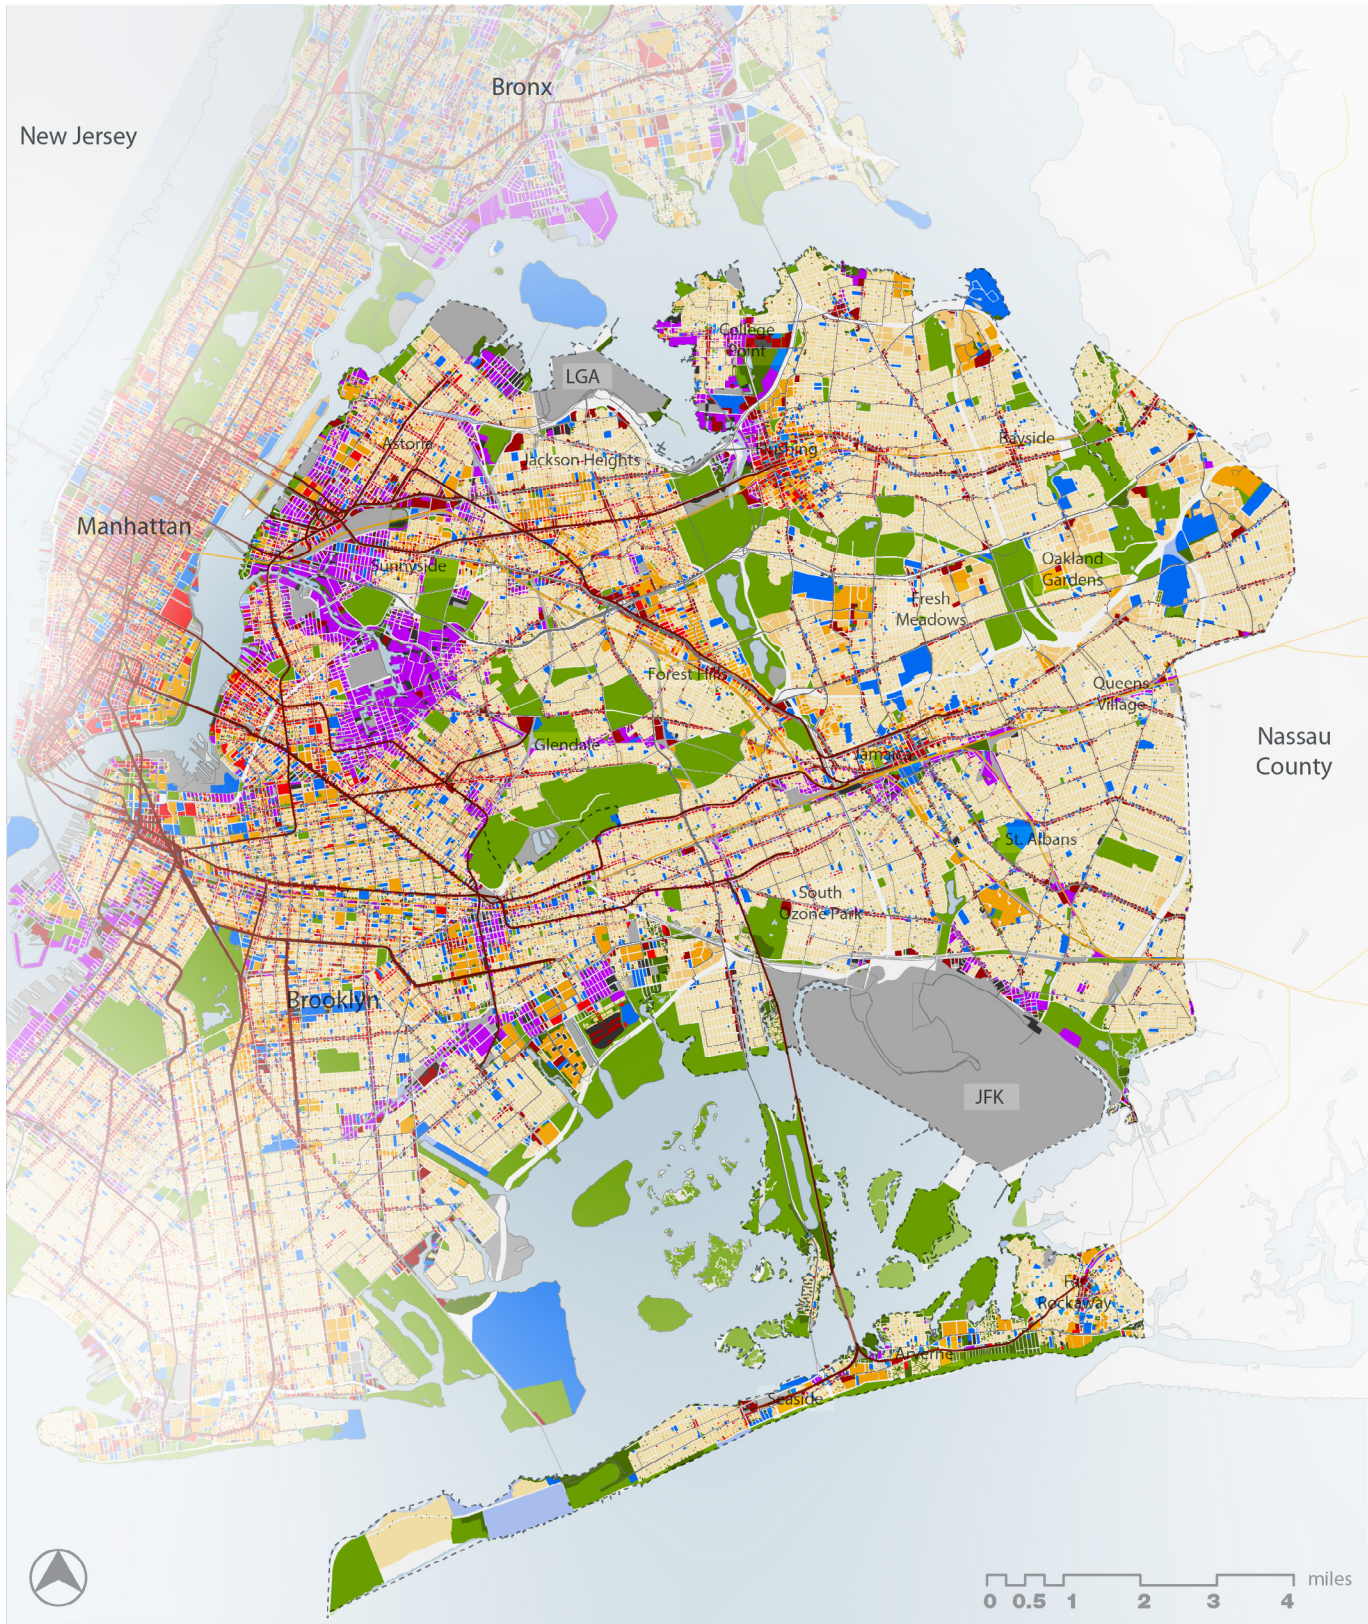 Bronx
New Jersey
College
Point
LGA
Astoria
Bayside
Flushing
Jackson Heights
Manhattan
Oakland
Gardens
Sunnyside
Fresh
Meadows
Forest Hills
Queens
Village
Nassau
County
Glendale
Jamaica
St. Albans
South
Ozone Park
Brooklyn
JFK
Far
Rockaway
Arverne
Seaside
miles
0 0.5 1 2 3 4